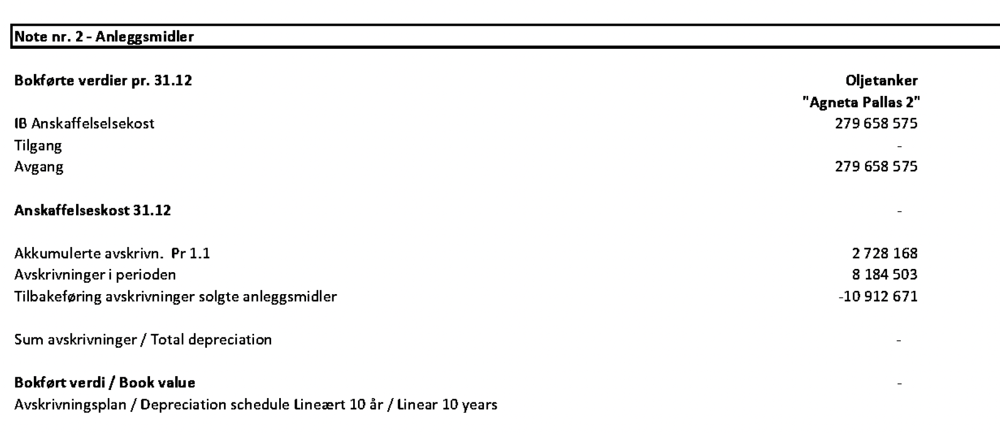 Note nr. 2 - Anleggsmidler
Bokførte verdier pr. 31.12 Oljetanker
"Agneta Pallas 2"
IB Anskaffelselsekost 279 658 575
Tilgang -
Avgang 279 658 575
Anskaffelseskost 31.12 -
Akkumulerte avskrivn. Pr 1.1 2 728 168
Avskrivninger i perioden 8 184 503
Tilbakeføring avskrivninger solgte anleggsmidler -10 912 671
Sum avskrivninger / Total depreciation -
Bokført verdi / Book value -
Avskrivningsplan / Depreciation schedule Lineært 10 år / Linear 10 years